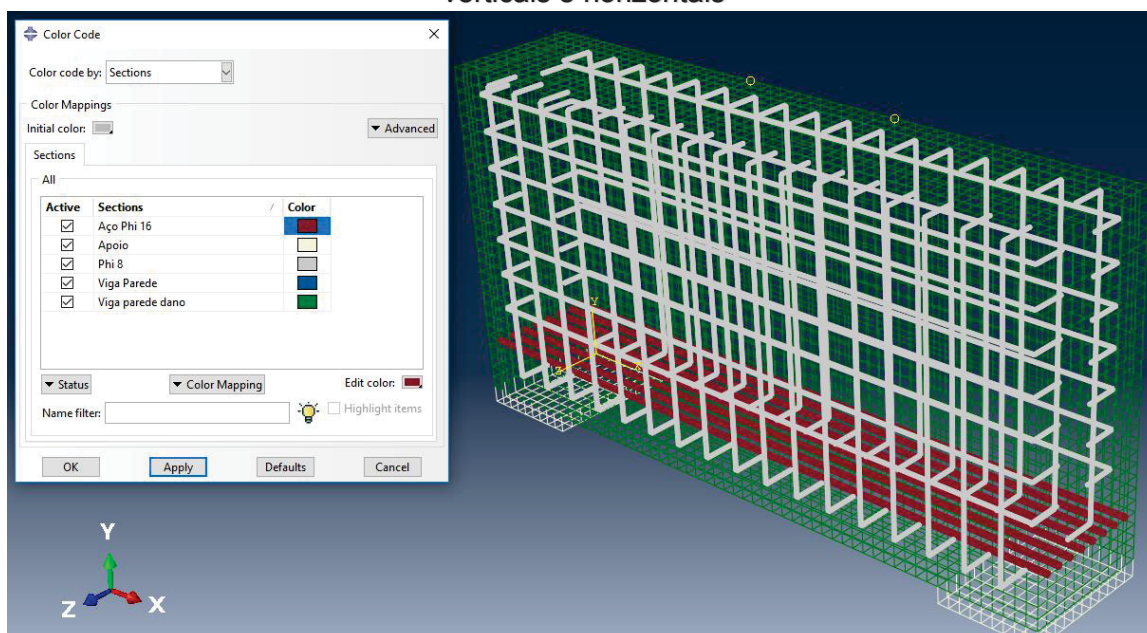 verticais e horizontais
Color Code
Color code by: Sections
Color Mappings
Initial color:
Advanced
Sections
All
Active Sections / Color
Aço Phi 16
Apoio
Phi 8
Viga Parede
Viga parede dano
Status Color Mapping Edit color:
Name filter: Highlight items
OK Apply Defaults Cancel
Y
Z X
Y
Z X